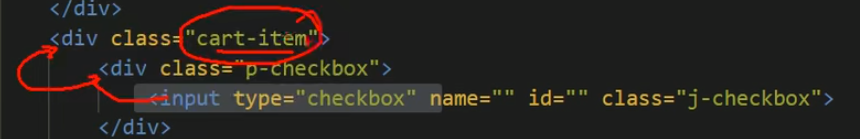 </div>
<div class="cart-item">
<div class="p-checkbox">
<input type="checkbox" name="" id="" class="j-checkbox">
</div>